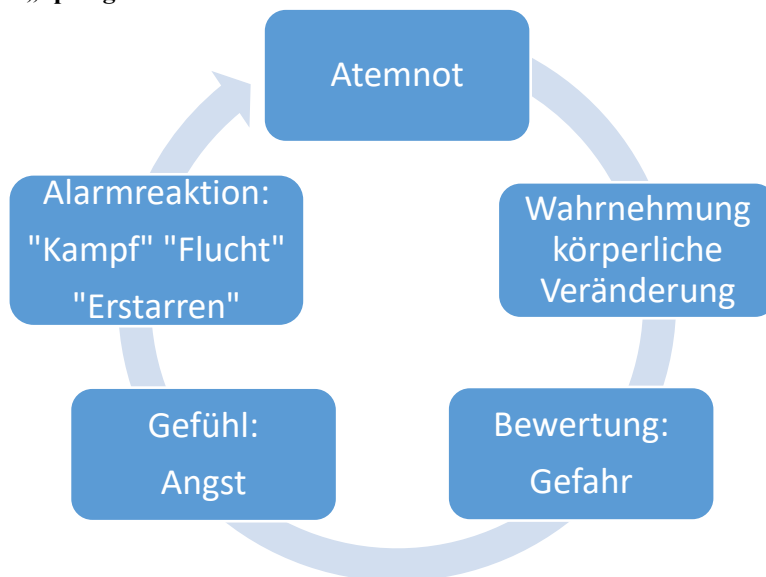 Atemnot
Wahrnehmung
körperliche
Veränderung
Bewertung:
Gefahr
Gefühl:
Angst
Alarmreaktion:
"Kampf" "Flucht"
"Erstarren"